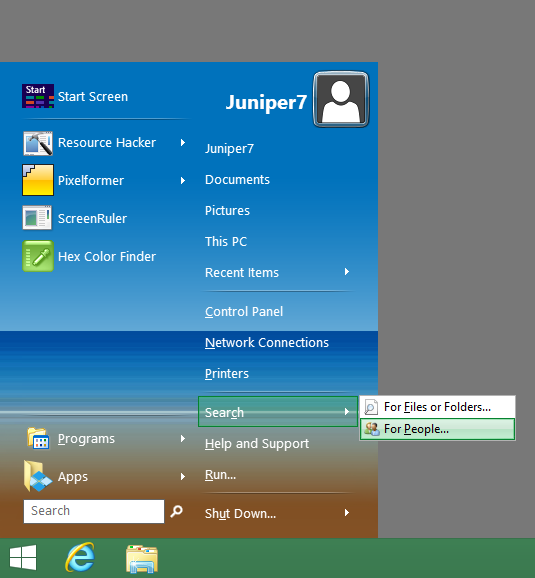 Start
Start Screen
Resource Hacker
Pixelformer
ScreenRuler
Hex Color Finder
Programs
Apps
Search
Juniper7
Juniper7
Documents
Pictures
This PC
Recent Items
Control Panel
Network Connections
Printers
Search
Help and Support
Run...
Shut Down...
For Files or Folders...
For People...